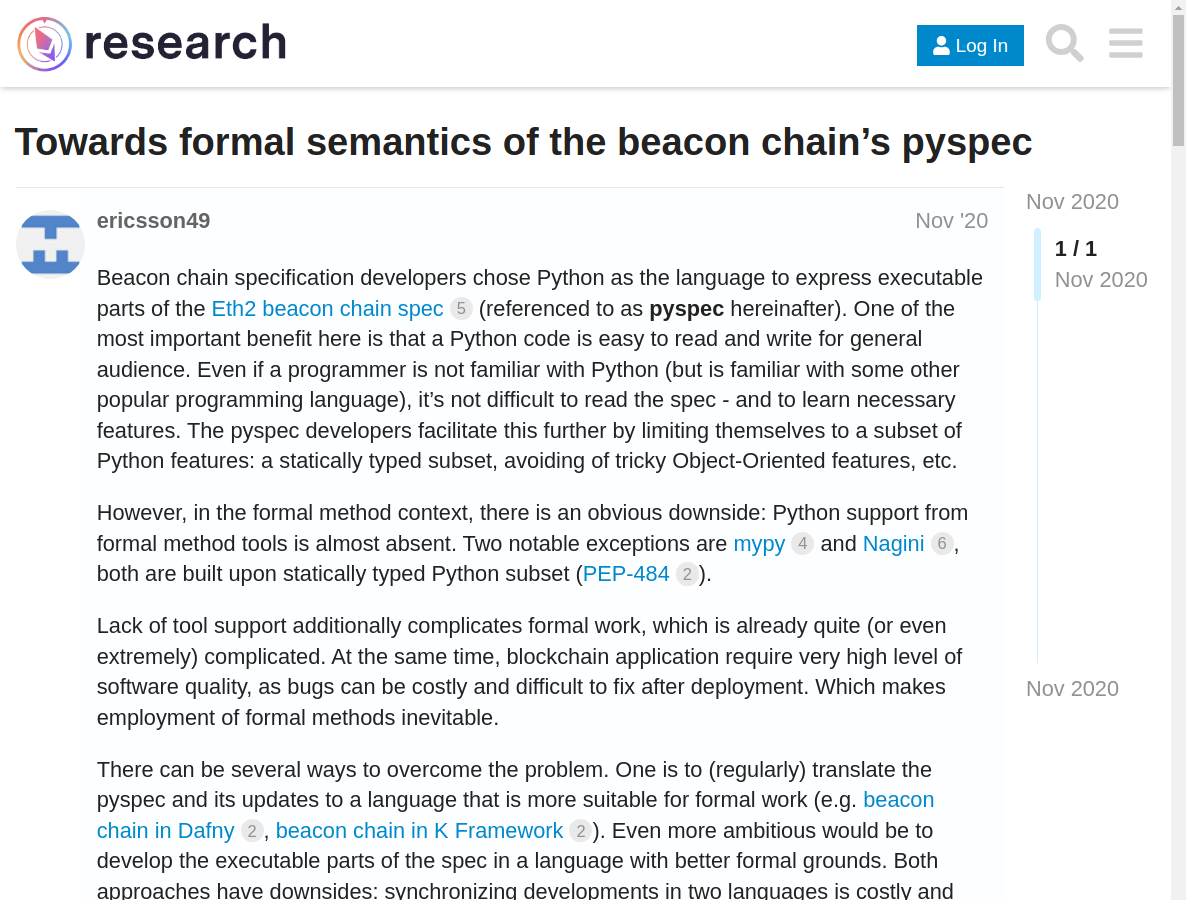 research
Log In
Towards formal semantics of the beacon chain’s pyspec
ericsson49
Nov '20
Beacon chain specification developers chose Python as the language to express executable
parts of the Eth2 beacon chain spec 5 (referenced to as pyspec hereinafter). One of the
most important benefit here is that a Python code is easy to read and write for general
audience. Even if a programmer is not familiar with Python (but is familiar with some other
popular programming language), it’s not difficult to read the spec - and to learn necessary
features. The pyspec developers facilitate this further by limiting themselves to a subset of
Python features: a statically typed subset, avoiding of tricky Object-Oriented features, etc.
However, in the formal method context, there is an obvious downside: Python support from
formal method tools is almost absent. Two notable exceptions are mypy 4 and Nagini 6,
both are built upon statically typed Python subset (PEP-484 2).
Lack of tool support additionally complicates formal work, which is already quite (or even
extremely) complicated. At the same time, blockchain application require very high level of
software quality, as bugs can be costly and difficult to fix after deployment. Which makes
employment of formal methods inevitable.
There can be several ways to overcome the problem. One is to (regularly) translate the
pyspec and its updates to a language that is more suitable for formal work (e.g. beacon
chain in Dafny 2, beacon chain in K Framework 2). Even more ambitious would be to
develop the executable parts of the spec in a language with better formal grounds. Both
approaches have downsides: synchronizing developments in two languages is costly and
Nov 2020
1 / 1
Nov 2020
Nov 2020